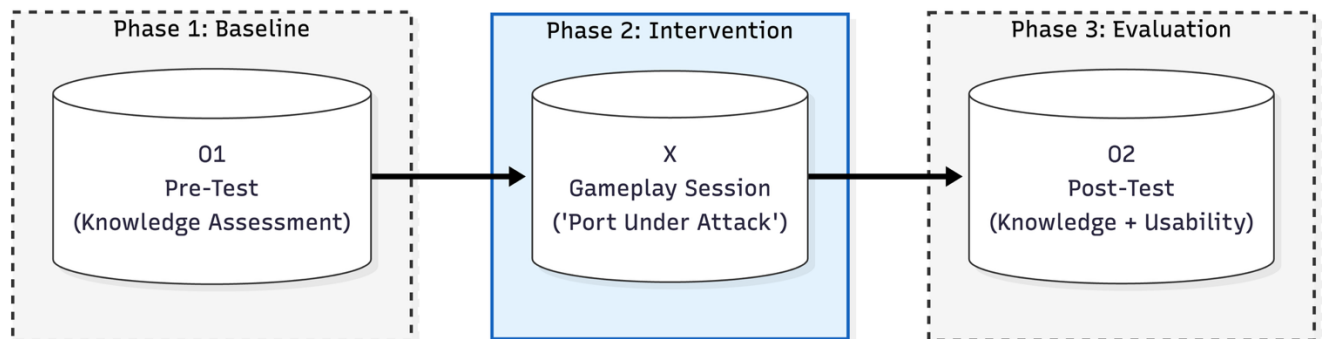 Phase 1: Baseline
O1
Pre-Test
(Knowledge Assessment)
Phase 2: Intervention
X
Gameplay Session
('Port Under Attack')
Phase 3: Evaluation
O2
Post-Test
(Knowledge + Usability)